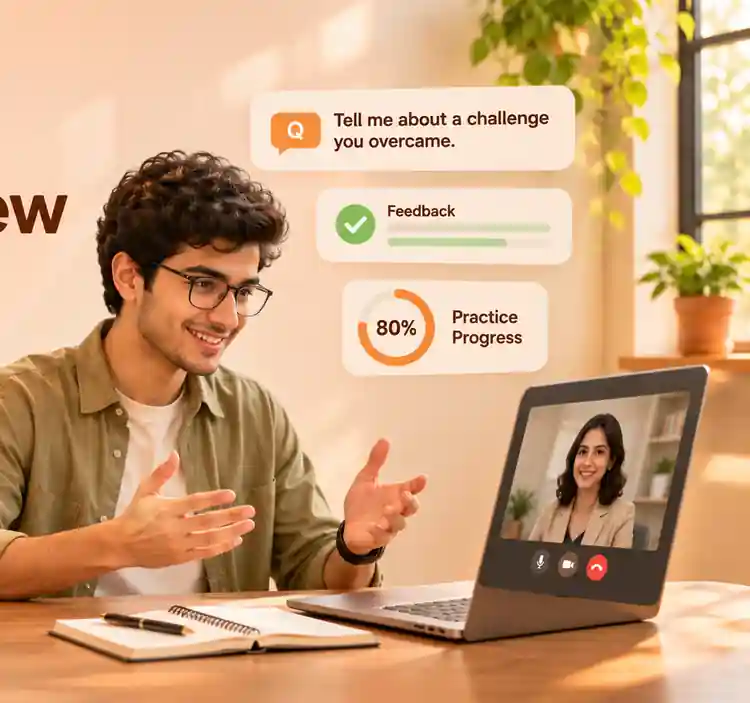 ew
Q
Tell me about a challenge
you overcame.
Feedback
80%
Practice
Progress